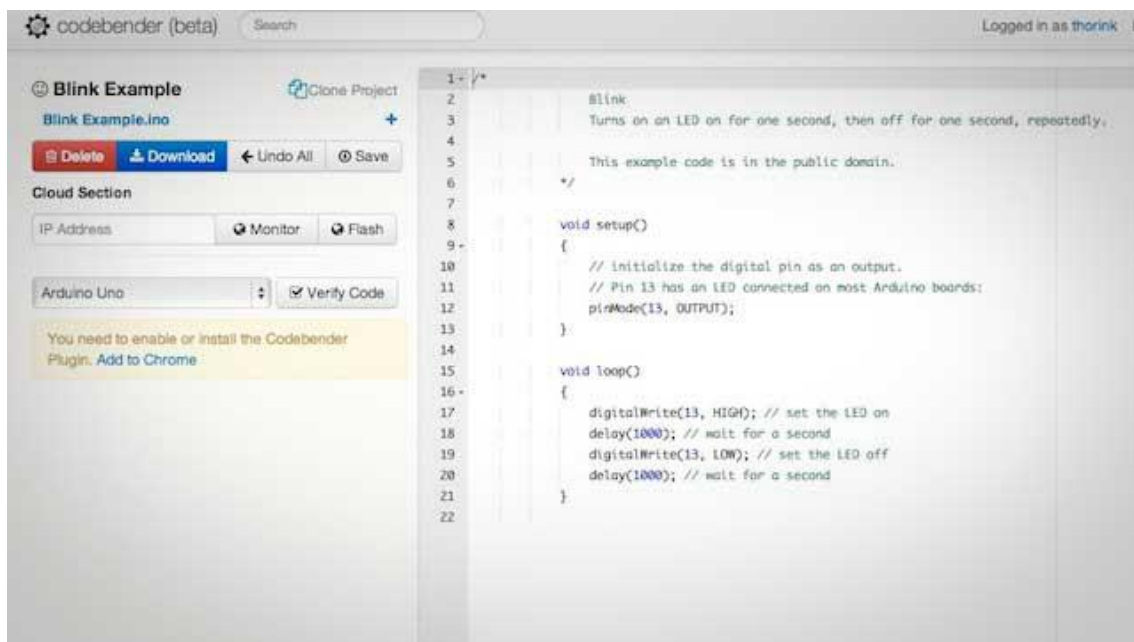 codebender (beta) Search Logged in as thorink
Blink Example Clone Project
Blink Example.ino +
Delete Download Undo All Save
Cloud Section
IP Address Monitor Flash
Arduino Uno Verify Code
You need to enable or install the Codebender
Plugin. Add to Chrome
1 /*
2 Blink
3 Turns on an LED on for one second, then off for one second, repeatedly.
4
5 This example code is in the public domain.
6 */
7
8 void setup()
9 {
10 // initialize the digital pin as an output.
11 // Pin 13 has an LED connected on most Arduino boards:
12 pinMode(13, OUTPUT);
13 }
14
15 void loop()
16 {
17 digitalWrite(13, HIGH); // set the LED on
18 delay(1000); // wait for a second
19 digitalWrite(13, LOW); // set the LED off
20 delay(1000); // wait for a second
21 }
22